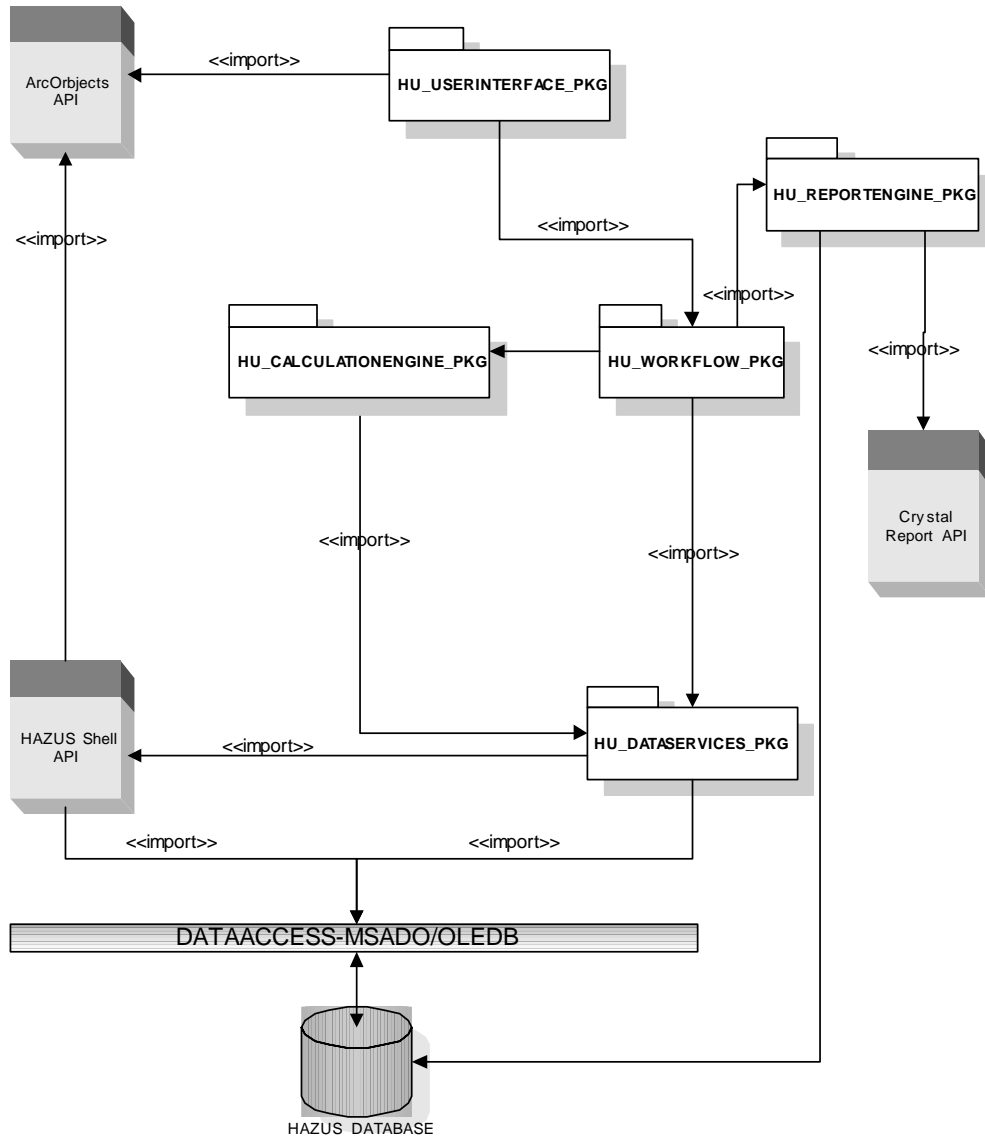 <<import>>
HU_USERINTERFACE_PKG
ArcOrbjects
API
HU_REPORTENGINE_PKG
<<import>>
<<import>>
<<import>>
HU_CALCULATIONENGINE_PKG
HU_WORKFLOW_PKG
<<import>>
Crystal
Report API
<<import>>
<<import>>
HAZUS Shell
API
<<import>>
HU_DATASERVICES_PKG
<<import>>
<<import>>
DATAACCESS-MSADO/OLEDB
HAZUS DATABASE